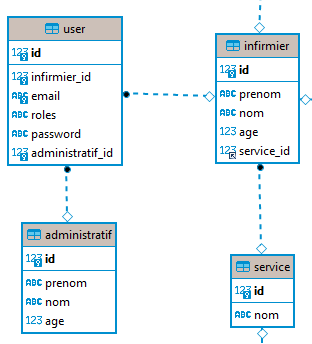 user
123 id
123 infirmier_id
ABC email
ABC roles
ABC password
123 administratif_id
infirmier
123 id
ABC prenom
ABC nom
123 age
123 service_id
administratif
123 id
ABC prenom
ABC nom
123 age
service
123 id
ABC nom